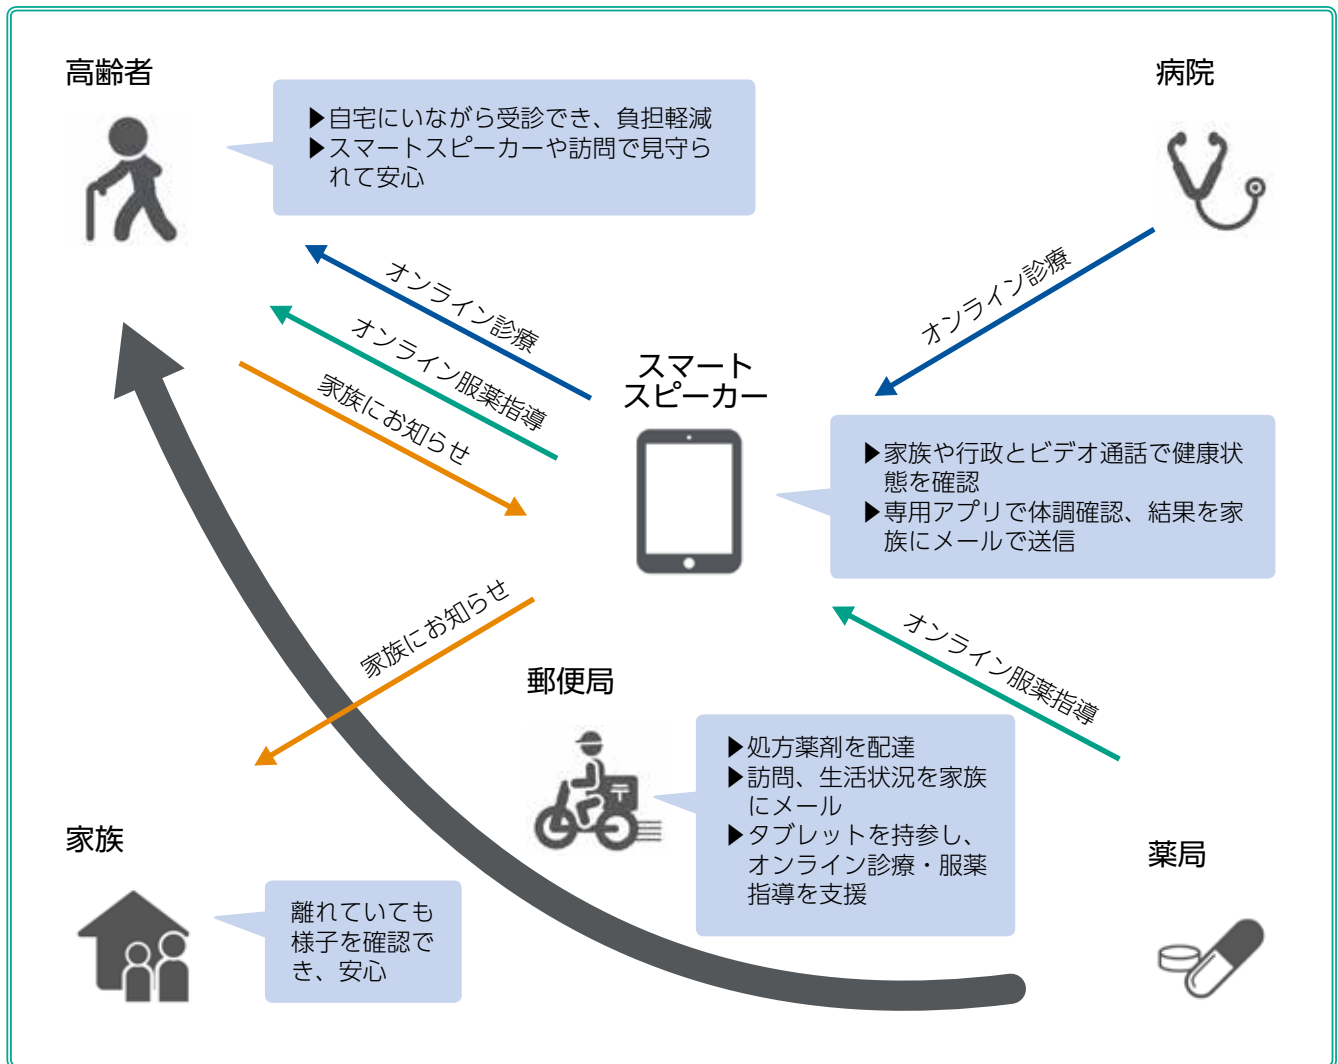 高齢者
▶自宅にいながら受診でき、負担軽減
▶スマートスピーカーや訪問で見守ら
れて安心
病院
オンライン診療
オンライン服薬指導
家族にお知らせ
オンライン診療
スマート
スピーカー
▶家族や行政とビデオ通話で健康状
態を確認
▶専用アプリで体調確認、結果を家
族にメールで送信
家族にお知らせ
オンライン服薬指導
郵便局
▶処方薬剤を配達
▶訪問、生活状況を家族
にメール
▶タブレットを持参し、
オンライン診療・服薬
指導を支援
家族
離れていても
様子を確認で
き、安心
薬局